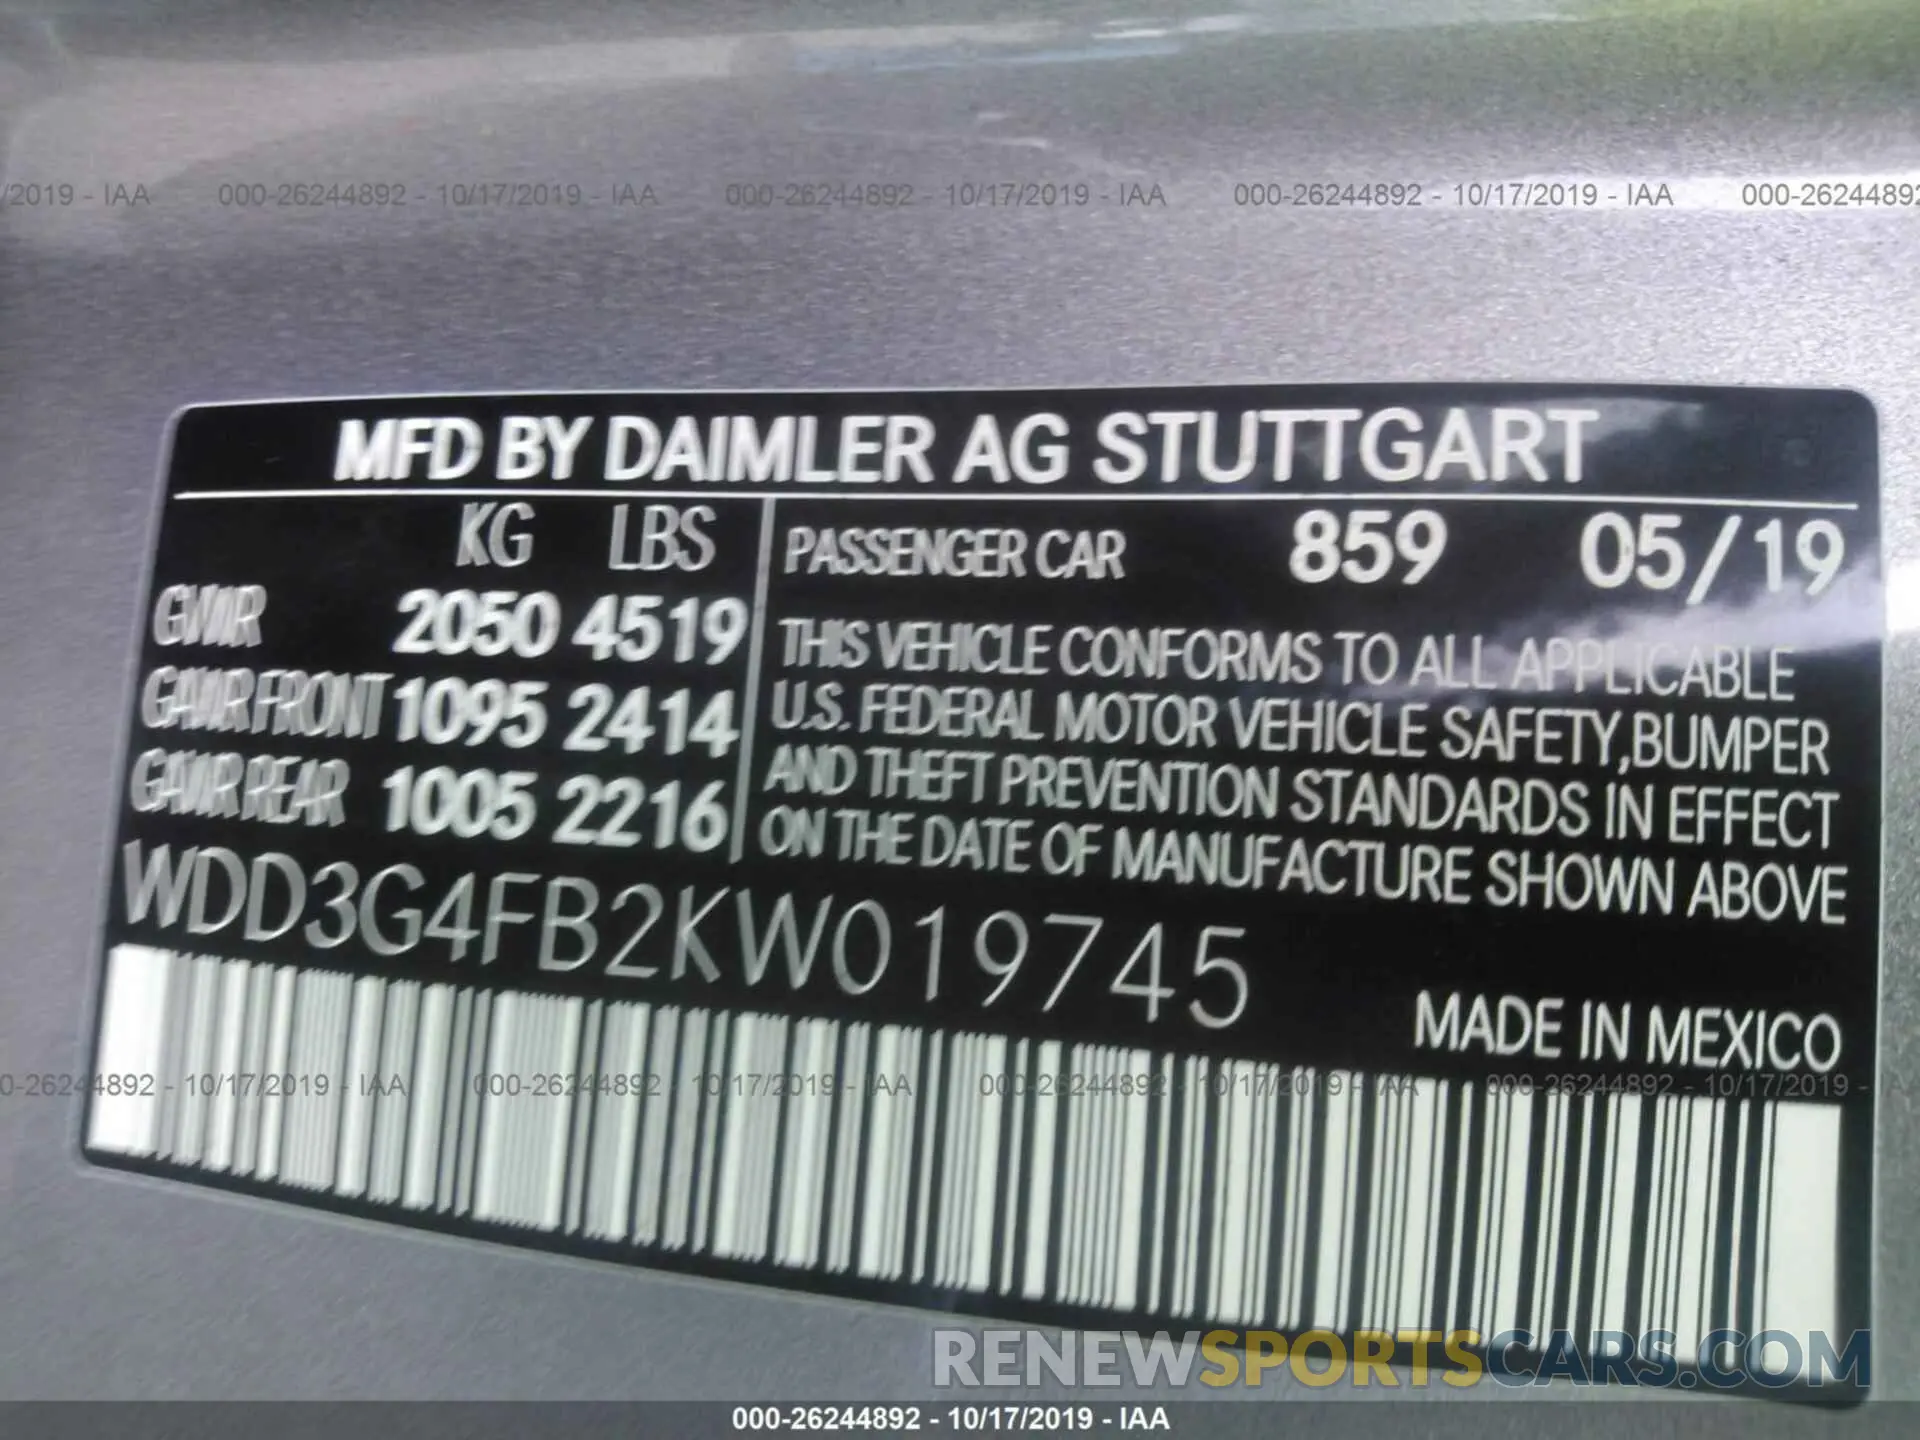 /2019 - IAA 000-26244892 - 10/17/2019 - IAA 000-26244892 - 10/17/2019 - IAA 000-26244892 - 10/17/2019 - IAA 000-2624489
MFD BY DAIMLER AG STUTTGART
KG LBS
GVWR 2050 4519
GAWR FRONT 1095 2414
GAWR REAR 1005 2216
PASSENGER CAR 859 05/19
THIS VEHICLE CONFORMS TO ALL APPLICABLE
U.S. FEDERAL MOTOR VEHICLE SAFETY,BUMPER
AND THEFT PREVENTION STANDARDS IN EFFECT
ON THE DATE OF MANUFACTURE SHOWN ABOVE
WDD3G4FB2KW019745
MADE IN MEXICO
0-26244892 - 10/17/2019 - IAA 000-26244892 - 10/17/2019 - IAA 000-26244892 - 10/17/2019 - IAA 000-26244892 - 10/17/2019 -
RENEWSPORTSCARS.COM
000-26244892 - 10/17/2019 - IAA